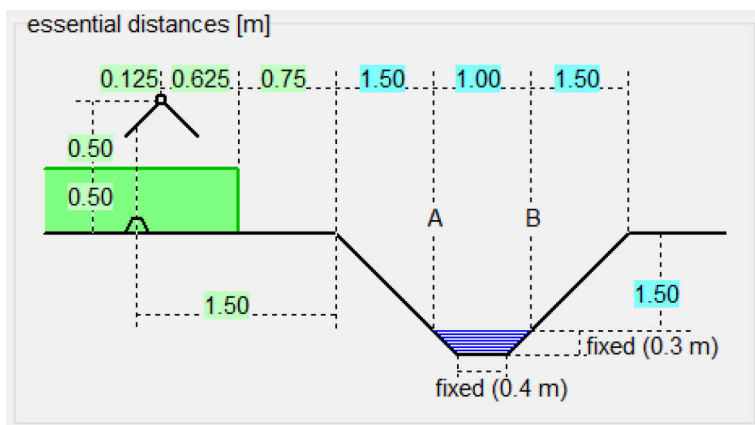 essential distances [m]
0.125 0.625 0.75 1.50 1.00 1.50
0.50
0.50
A B
1.50
1.50
fixed (0.3 m)
fixed (0.4 m)